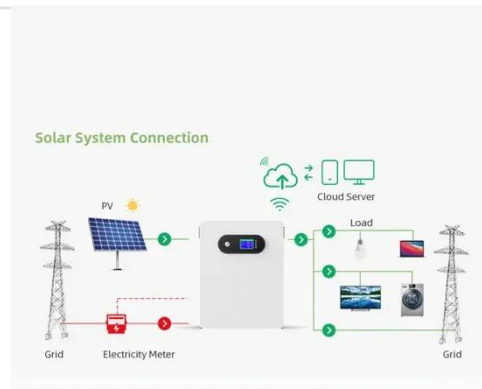 Solar System Connection
Cloud Server
PV
Load
Grid
Electricity Meter
Grid